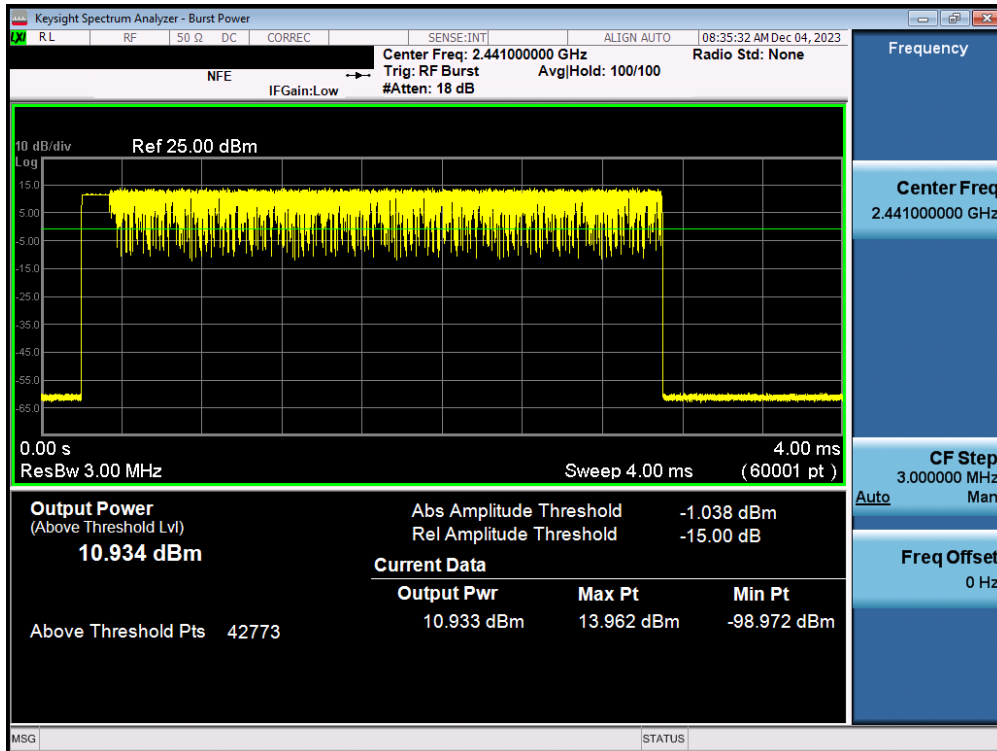 Keysight Spectrum Analyzer - Burst Power
LXI RL RF 50 Ω DC CORREC SENSE:INT ALIGN AUTO 08:35:32 AM Dec 04, 2023
Center Freq: 2.441000000 GHz Radio Std: None
NFE Trig: RF Burst Avg|Hold: 100/100
IFGain:Low #Atten: 18 dB
10 dB/div Ref 25.00 dBm
Log
15.0
5.00
-5.00
-15.0
-25.0
-35.0
-45.0
-55.0
-65.0
0.00 s 4.00 ms
ResBw 3.00 MHz Sweep 4.00 ms (60001 pt )
Output Power
(Above Threshold Lvl)
10.934 dBm
Above Threshold Pts 42773
Abs Amplitude Threshold -1.038 dBm
Rel Amplitude Threshold -15.00 dB
Current Data
Output Pwr Max Pt Min Pt
10.933 dBm 13.962 dBm -98.972 dBm
Frequency
Center Freq
2.441000000 GHz
CF Step
3.000000 MHz
Auto Man
Freq Offset
0 Hz
MSG STATUS